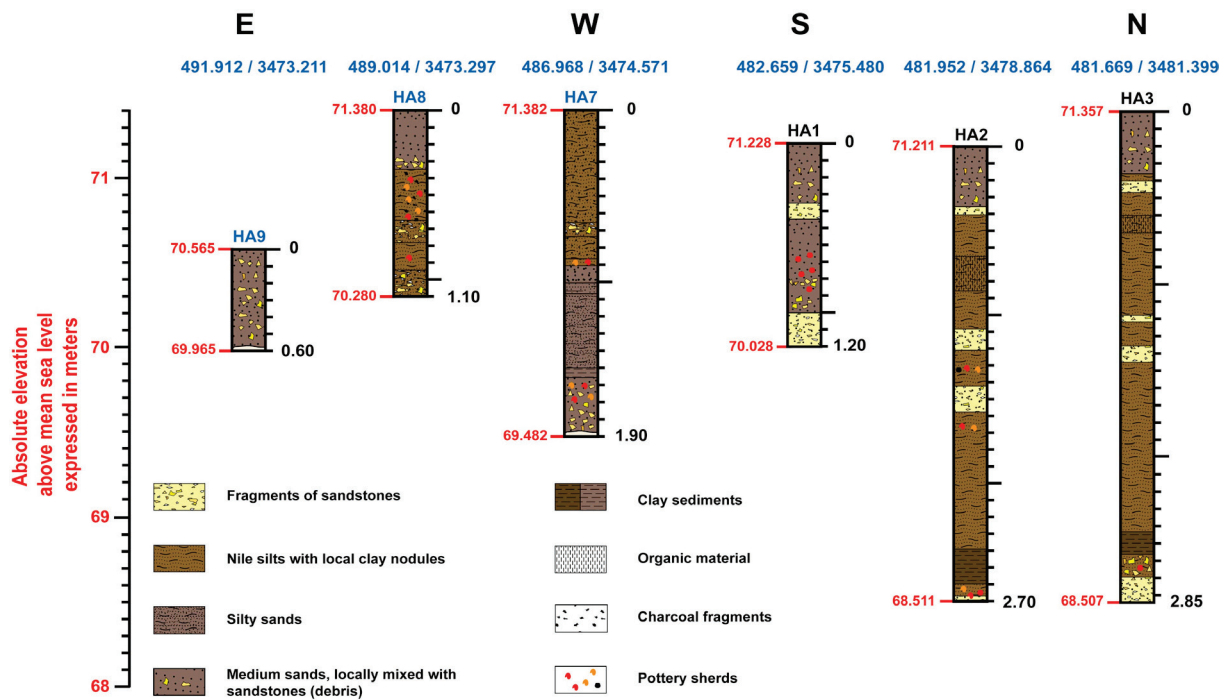 E W S N
491.912 / 3473.211 489.014 / 3473.297 486.968 / 3474.571 482.659 / 3475.480 481.952 / 3478.864 481.669 / 3481.399
HA8 HA7 HA3
71.380 0 71.382 0 71.357 0
HA1 HA2
71.228 0 71.211 0
71
HA9
70.565 0
70.280 1.10
70
69.965 0.60
70.028 1.20
Absolute elevation
above mean sea level
expressed in meters
69.482 1.90
69
68.511 2.70 68.507 2.85
68
Fragments of sandstones
Nile silts with local clay nodules
Silty sands
Medium sands, locally mixed with
sandstones (debris)
Clay sediments
Organic material
Charcoal fragments
Pottery sherds